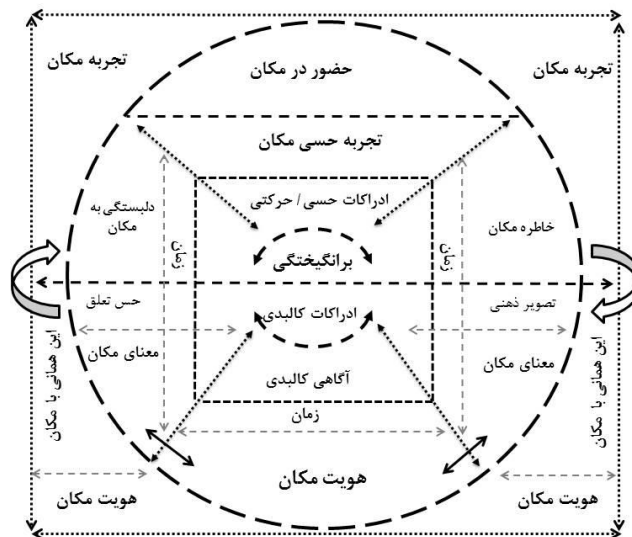 تجربه مکان
حضور در مکان
تجربه مکان
تجربه حسی مکان
ادراکات حسی/ حرکتی
خاطره مکان
دلبستگی به
مکان
زمان
زمان
برانگیختگی
تصویر ذهنی
ادراکات کالبدی
حس تعلق
معنای مکان
معنای مکان
آگاهی کالبدی
این همانی با مکان
این همانی با مکان
زمان
هویت مکان
هویت مکان
هویت مکان